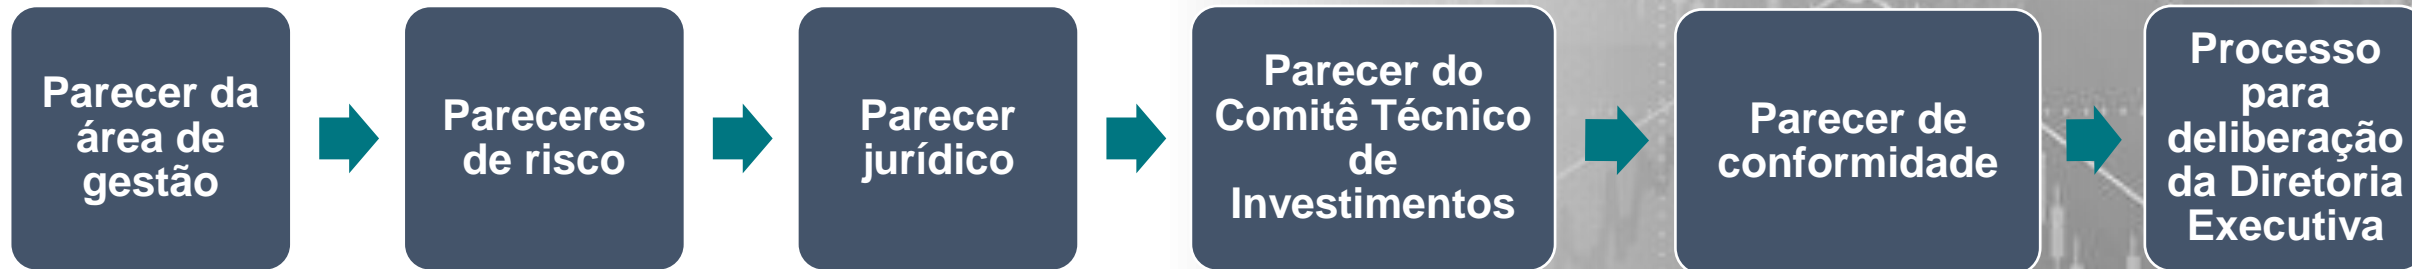 Parecer da
área de
gestão
Pareceres
de risco
Parecer
jurídico
Parecer do
Comitê Técnico
de
Investimentos
Parecer de
conformidade
Processo
para
deliberação
da Diretoria
Executiva